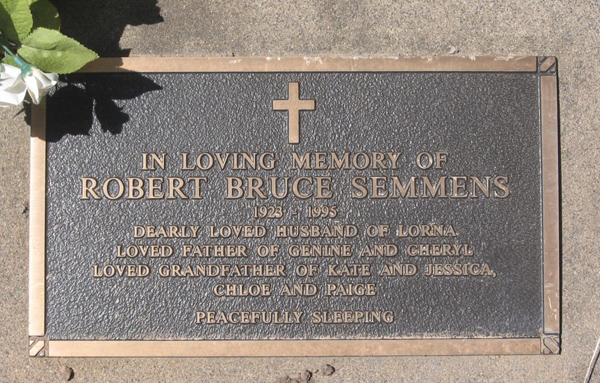 IN LOVING MEMORY OF
ROBERT BRUCE SEMMENS
1923 - 1995
DEARLY LOVED HUSBAND OF LORNA.
LOVED FATHER OF GENINE AND CHERYL
LOVED GRANDFATHER OF KATE AND JESSICA,
CHLOE AND PAIGE
PEACEFULLY SLEEPING